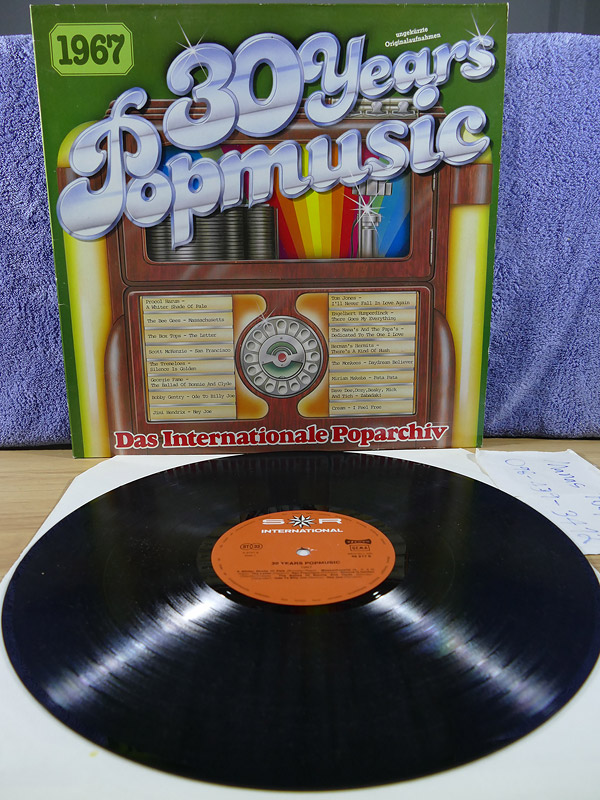 1967
ungekürzte
Originalaufnahmen
30 Years
Popmusic
Procol Harum -
A Whiter Shade Of Pale
The Bee Gees - Massachusetts
The Box Tops - The Letter
Scott McKenzie - San Francisco
The Tremeloes -
Silence Is Golden
Georgie Fame -
The Ballad Of Bonnie And Clyde
Bobby Gentry - Ode To Billy Joe
Jimi Hendrix - Hey Joe
Tom Jones -
I'll Never Fall In Love Again
Engelbert Humperdinck -
There Goes My Everything
The Mama's And The Papa's -
Dedicated To The One I Love
Herman's Hermits -
There's A Kind Of Hush
The Monkees - Daydream Believer
Miriam Makeba - Pata Pata
Dave Dee,Dozy,Beaky, Mick
And Tich - Zabadak!
Cream - I Feel Free
Das Internationale Poparchiv
S R
INTERNATIONAL
30 YEARS POPMUSIC
1967